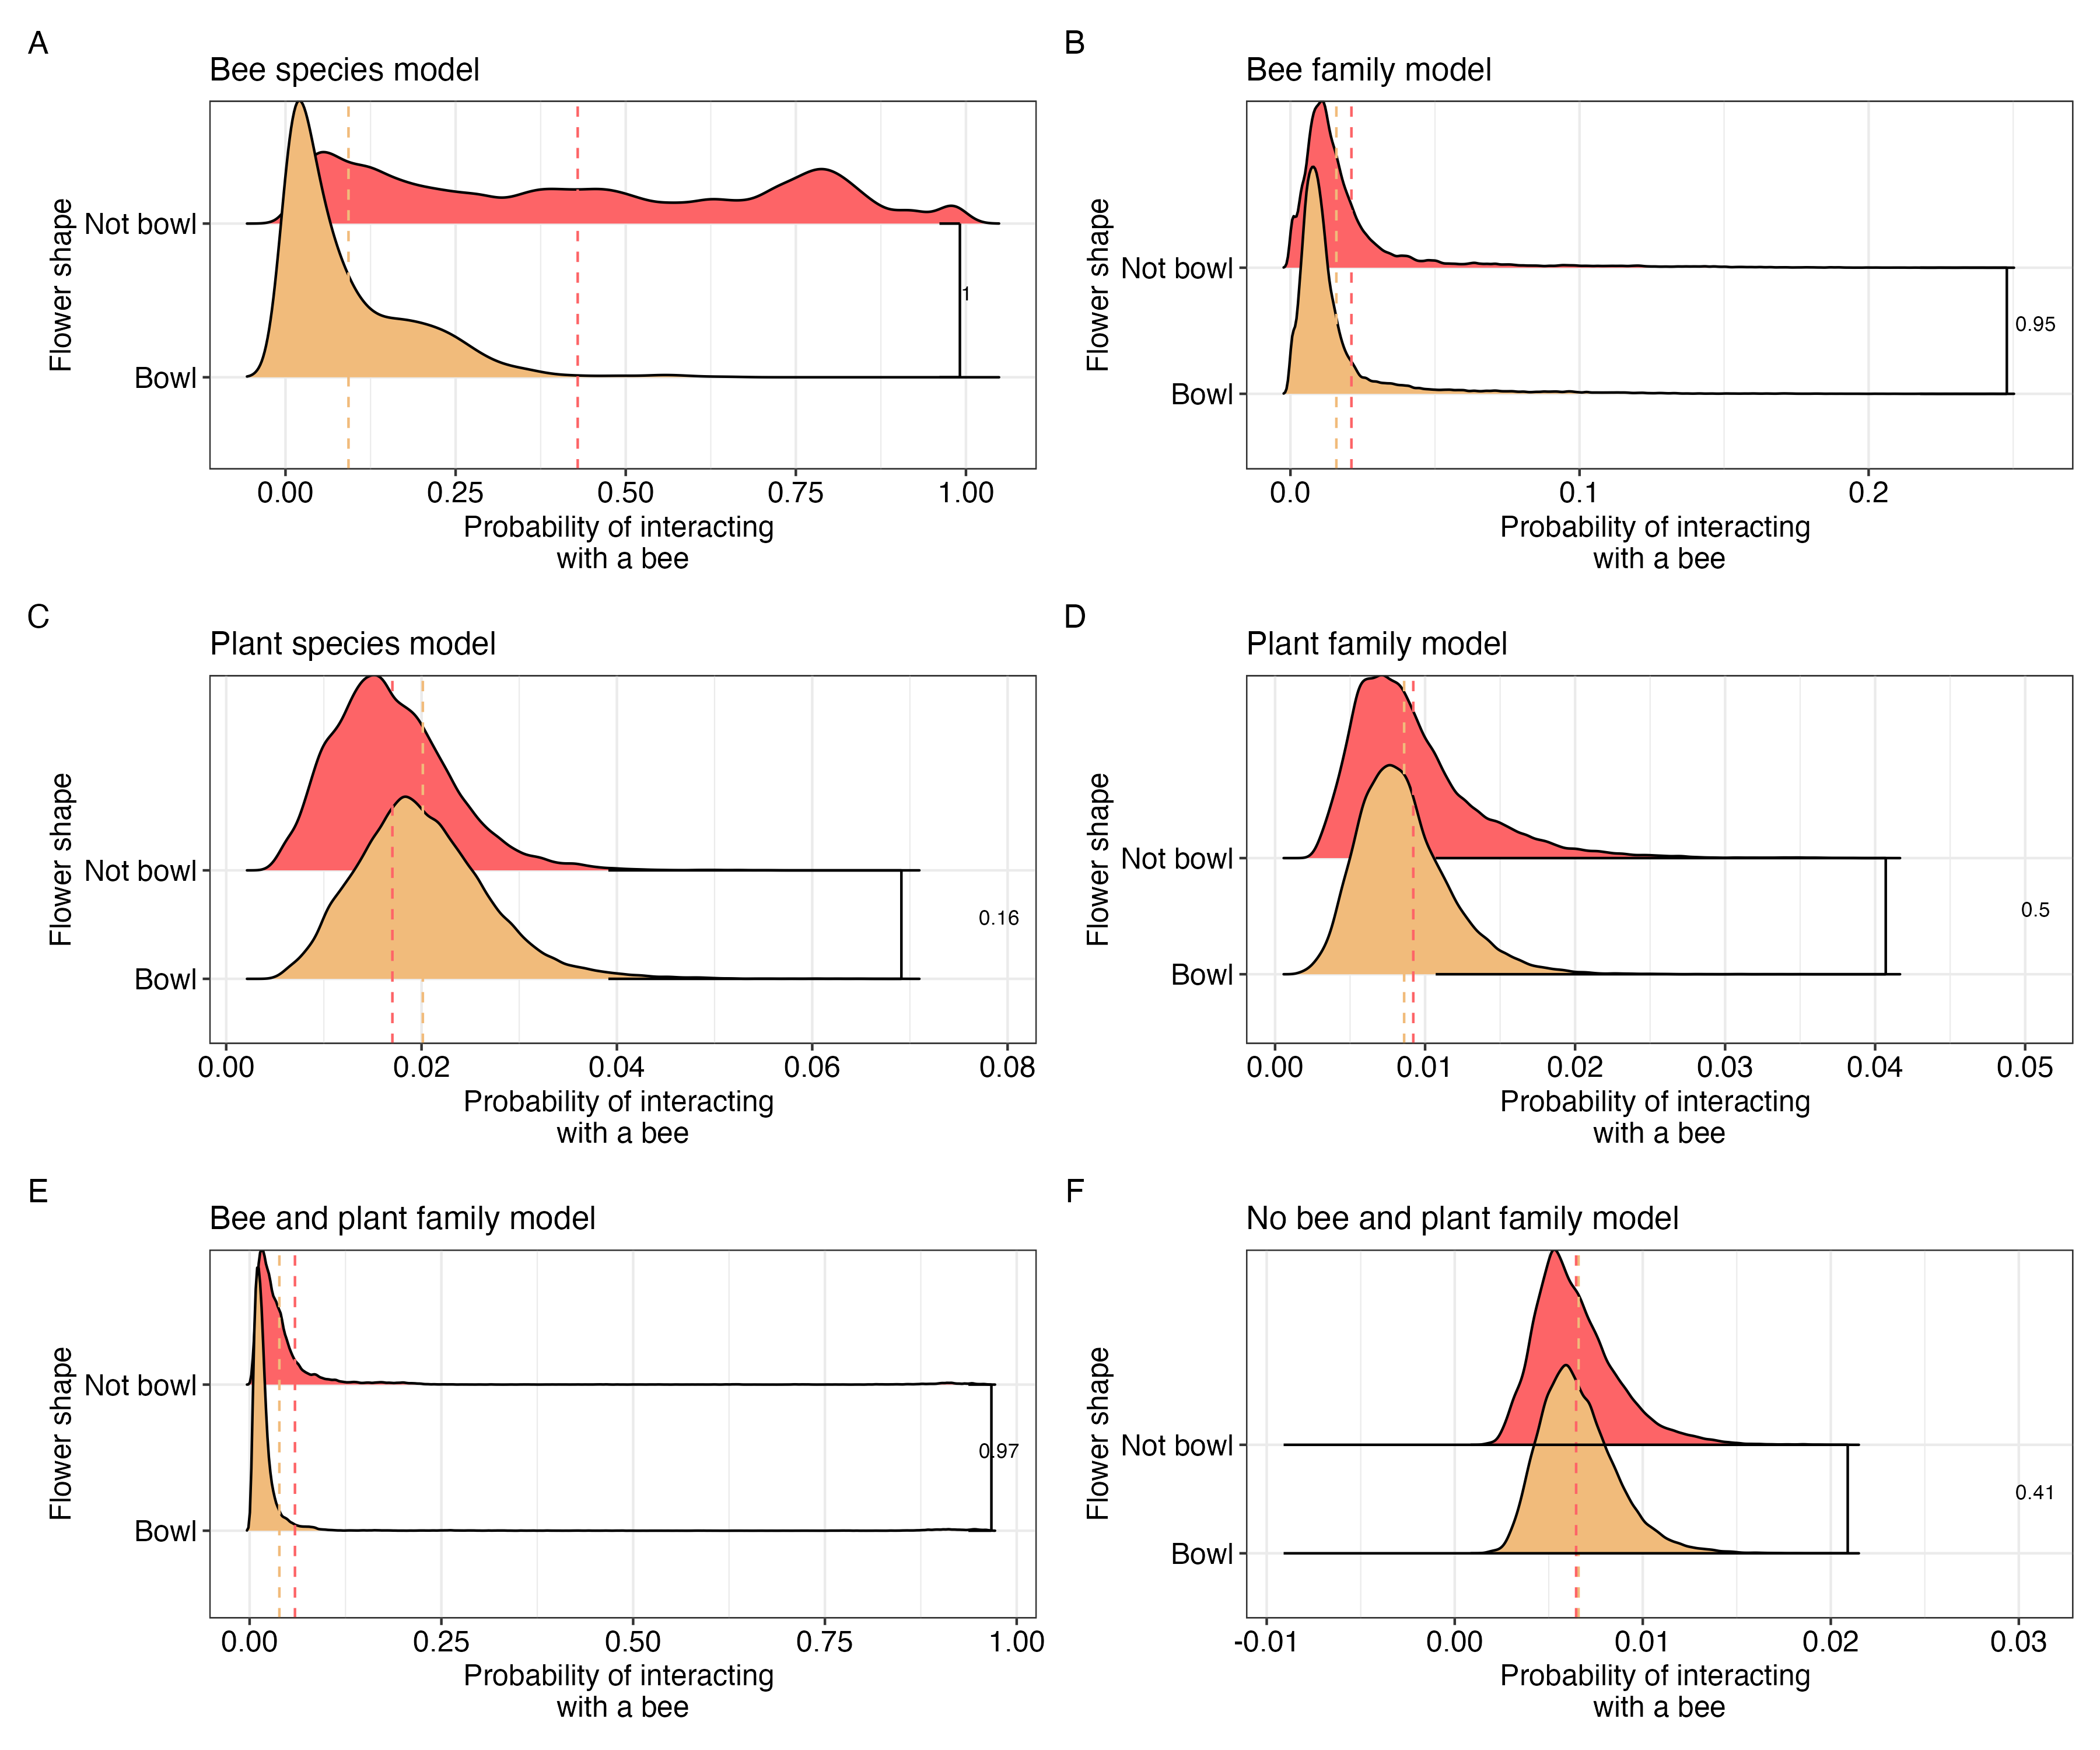 A
Bee species model
Flower shape
Not bowl
Bowl
1
0.00 0.25 0.50 0.75 1.00
Probability of interacting
with a bee
B
Bee family model
Flower shape
Not bowl
Bowl
0.95
0.0 0.1 0.2
Probability of interacting
with a bee
C
Plant species model
Flower shape
Not bowl
Bowl
0.16
0.00 0.02 0.04 0.06 0.08
Probability of interacting
with a bee
D
Plant family model
Flower shape
Not bowl
Bowl
0.5
0.00 0.01 0.02 0.03 0.04 0.05
Probability of interacting
with a bee
E
Bee and plant family model
Flower shape
Not bowl
Bowl
0.97
0.00 0.25 0.50 0.75 1.00
Probability of interacting
with a bee
F
No bee and plant family model
Flower shape
Not bowl
Bowl
0.41
-0.01 0.00 0.01 0.02 0.03
Probability of interacting
with a bee